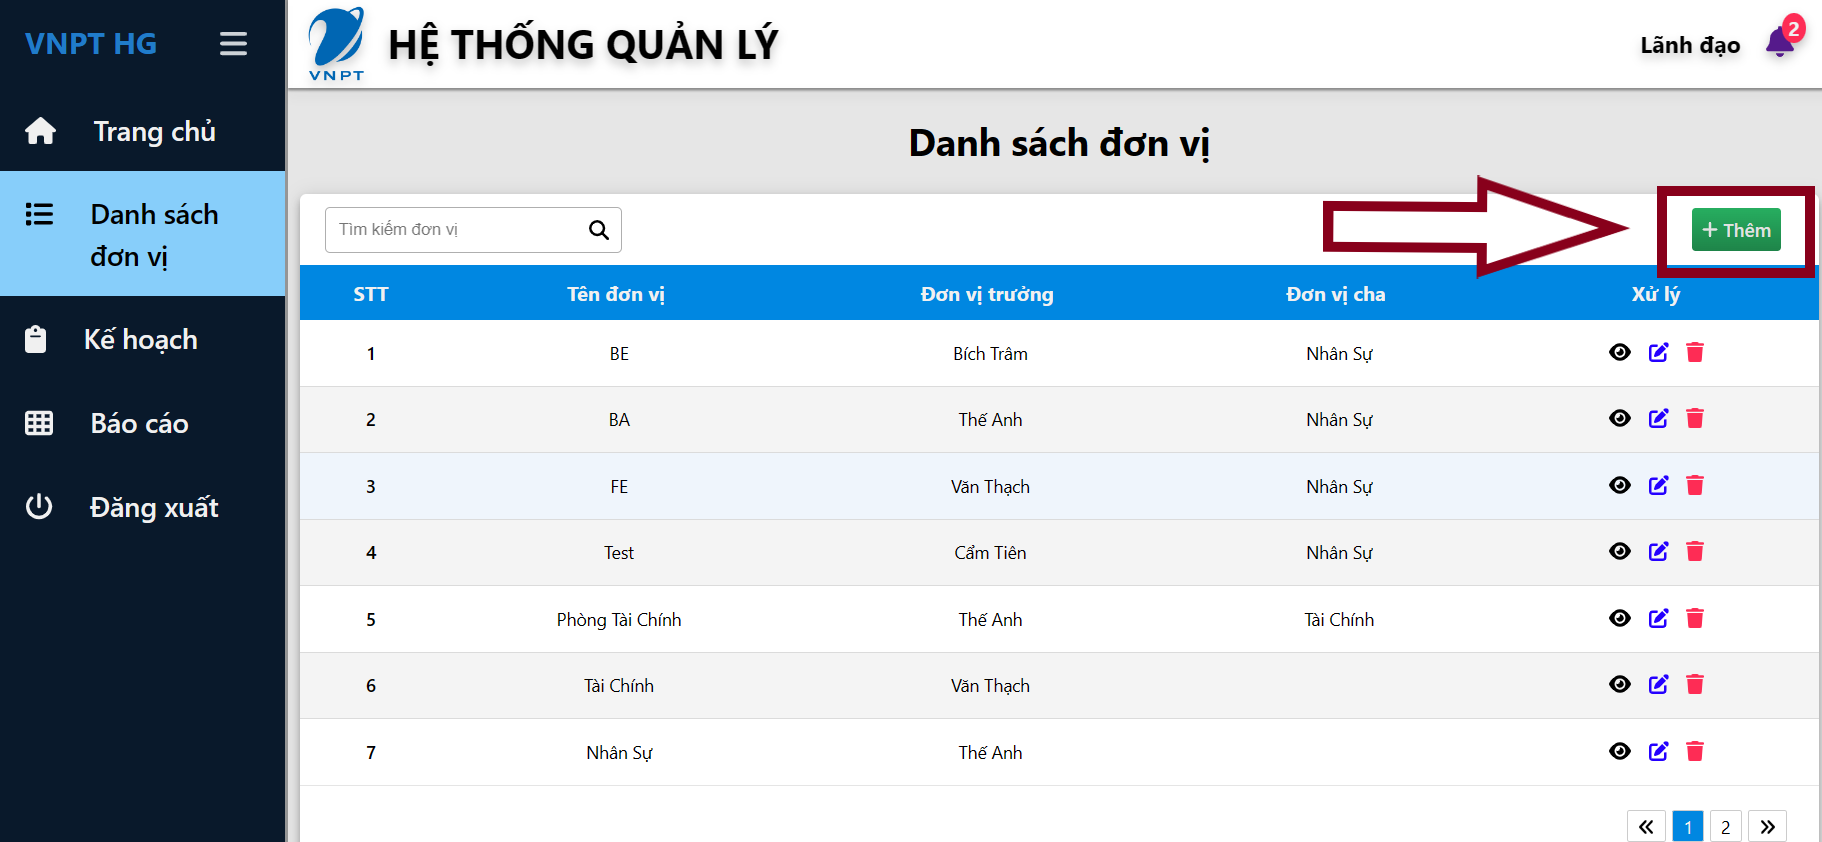 VNPT HG
VNPT
HỆ THỐNG QUẢN LÝ
Lãnh đạo
2
Trang chủ
Danh sách
đơn vị
Kế hoạch
Báo cáo
Đăng xuất
Danh sách đơn vị
Tìm kiếm đơn vị
+ Thêm
STT Tên đơn vị Đơn vị trưởng Đơn vị cha Xử lý
1 BE Bích Trâm Nhân Sự
2 BA Thế Anh Nhân Sự
3 FE Văn Thạch Nhân Sự
4 Test Cẩm Tiên Nhân Sự
5 Phòng Tài Chính Thế Anh Tài Chính
6 Tài Chính Văn Thạch
7 Nhân Sự Thế Anh
« 1 2 »